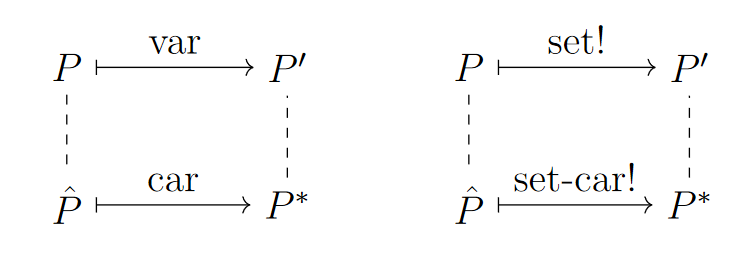 var set!
P P′ P P′
car set-car!
P̂ P* P̂ P*